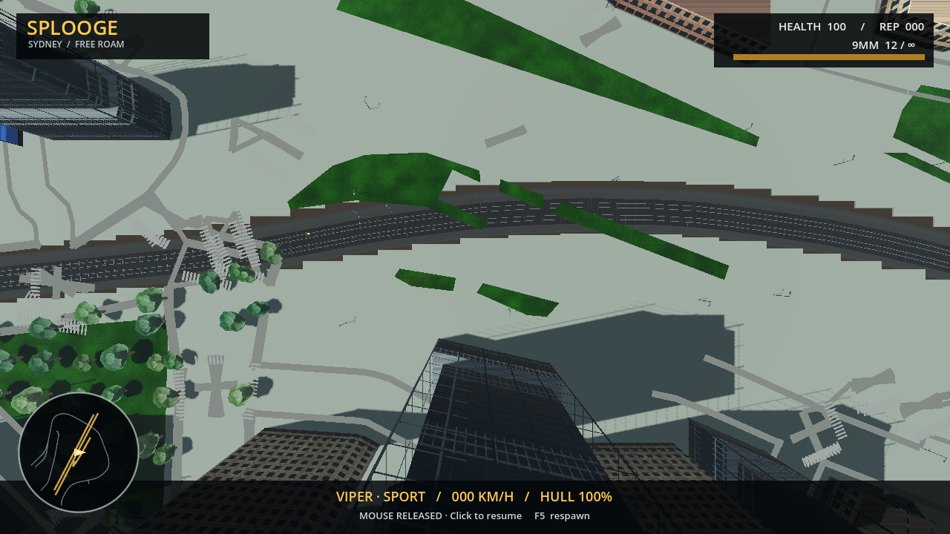 SPLOOGE
SYDNEY / FREE ROAM
HEALTH 100 / REP 000
9MM 12 / ∞
VIPER · SPORT / 000 KM/H / HULL 100%
MOUSE RELEASED · Click to resume F5 respawn